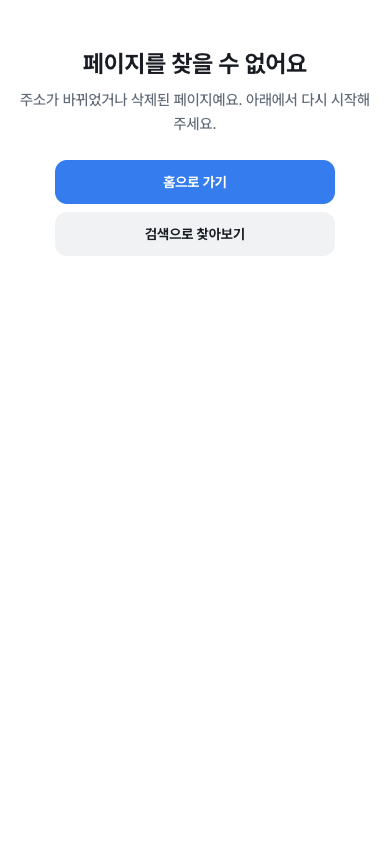 페이지를 찾을 수 없어요
주소가 바뀌었거나 삭제된 페이지예요. 아래에서 다시 시작해
주세요.
홈으로 가기
검색으로 찾아보기